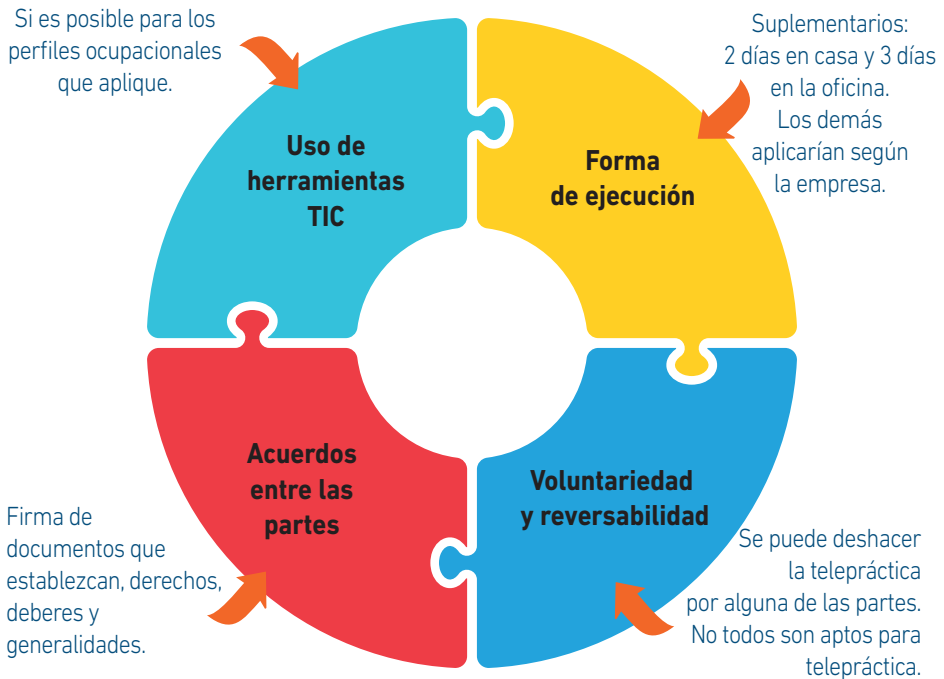 Si es posible para los
perfiles ocupacionales
que aplique.
Uso de
herramientas
TIC
Suplementarios:
2 días en casa y 3 días
en la oficina.
Los demás
aplicarían según
la empresa.
Forma
de ejecución
Acuerdos
entre las
partes
Firma de
documentos que
establezcan, derechos,
deberes y
generalidades.
Voluntariedad
y reversabilidad
Se puede deshacer
la telepráctica
por alguna de las partes.
No todos son aptos para
telepráctica.